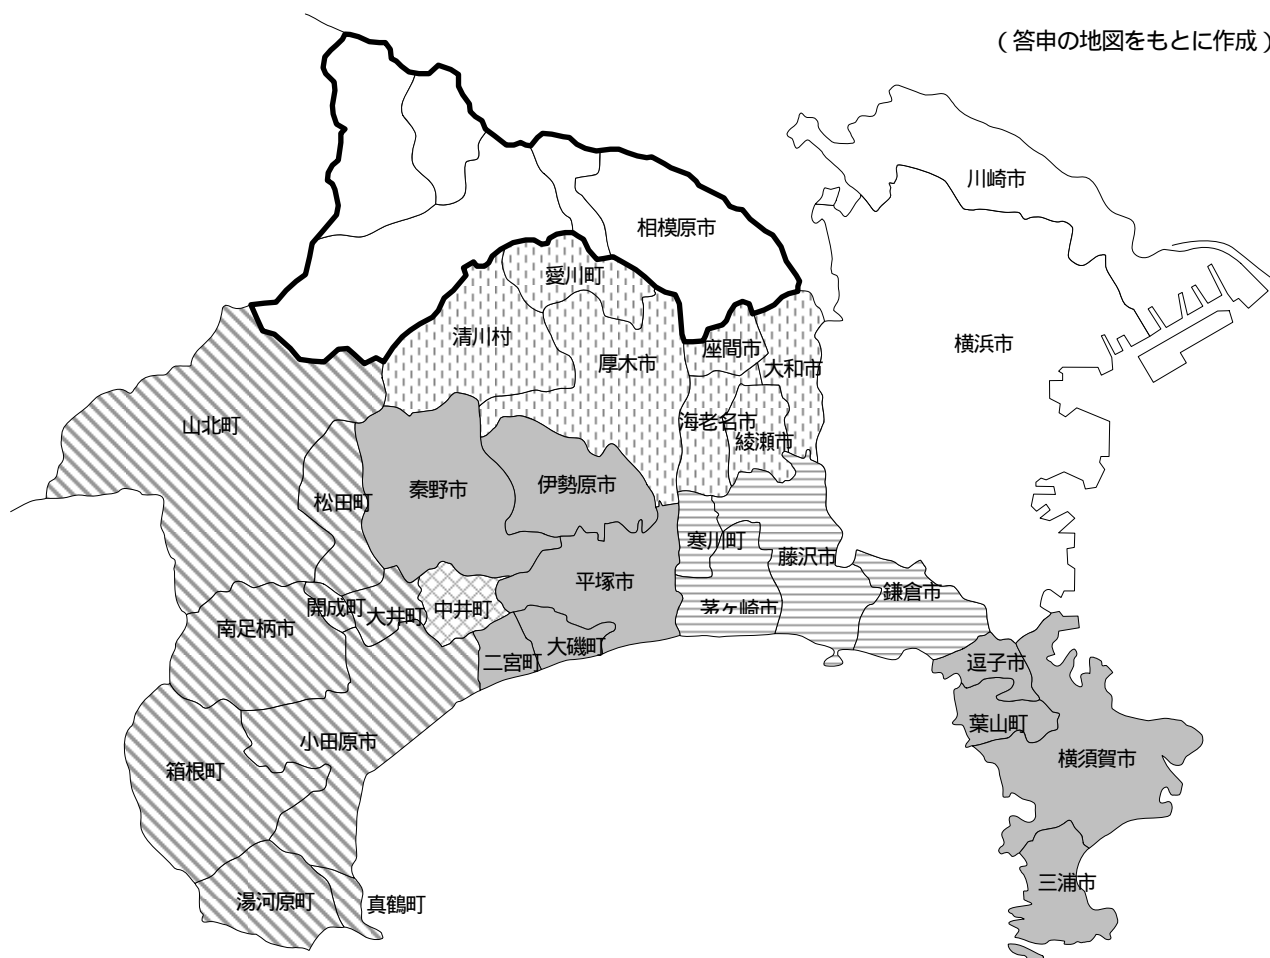 (答申の地図をもとに作成)
川崎市
相模原市
愛川町
清川村
座間市
横浜市
厚木市
大和市
山北町
海老名市
綾瀬市
伊勢原市
秦野市
松田町
寒川町
藤沢市
平塚市
鎌倉市
開成町
大井町
中井町
茅ヶ崎市
南足柄市
大磯町
二宮町
逗子市
葉山町
小田原市
横須賀市
箱根町
三浦市
湯河原町
真鶴町